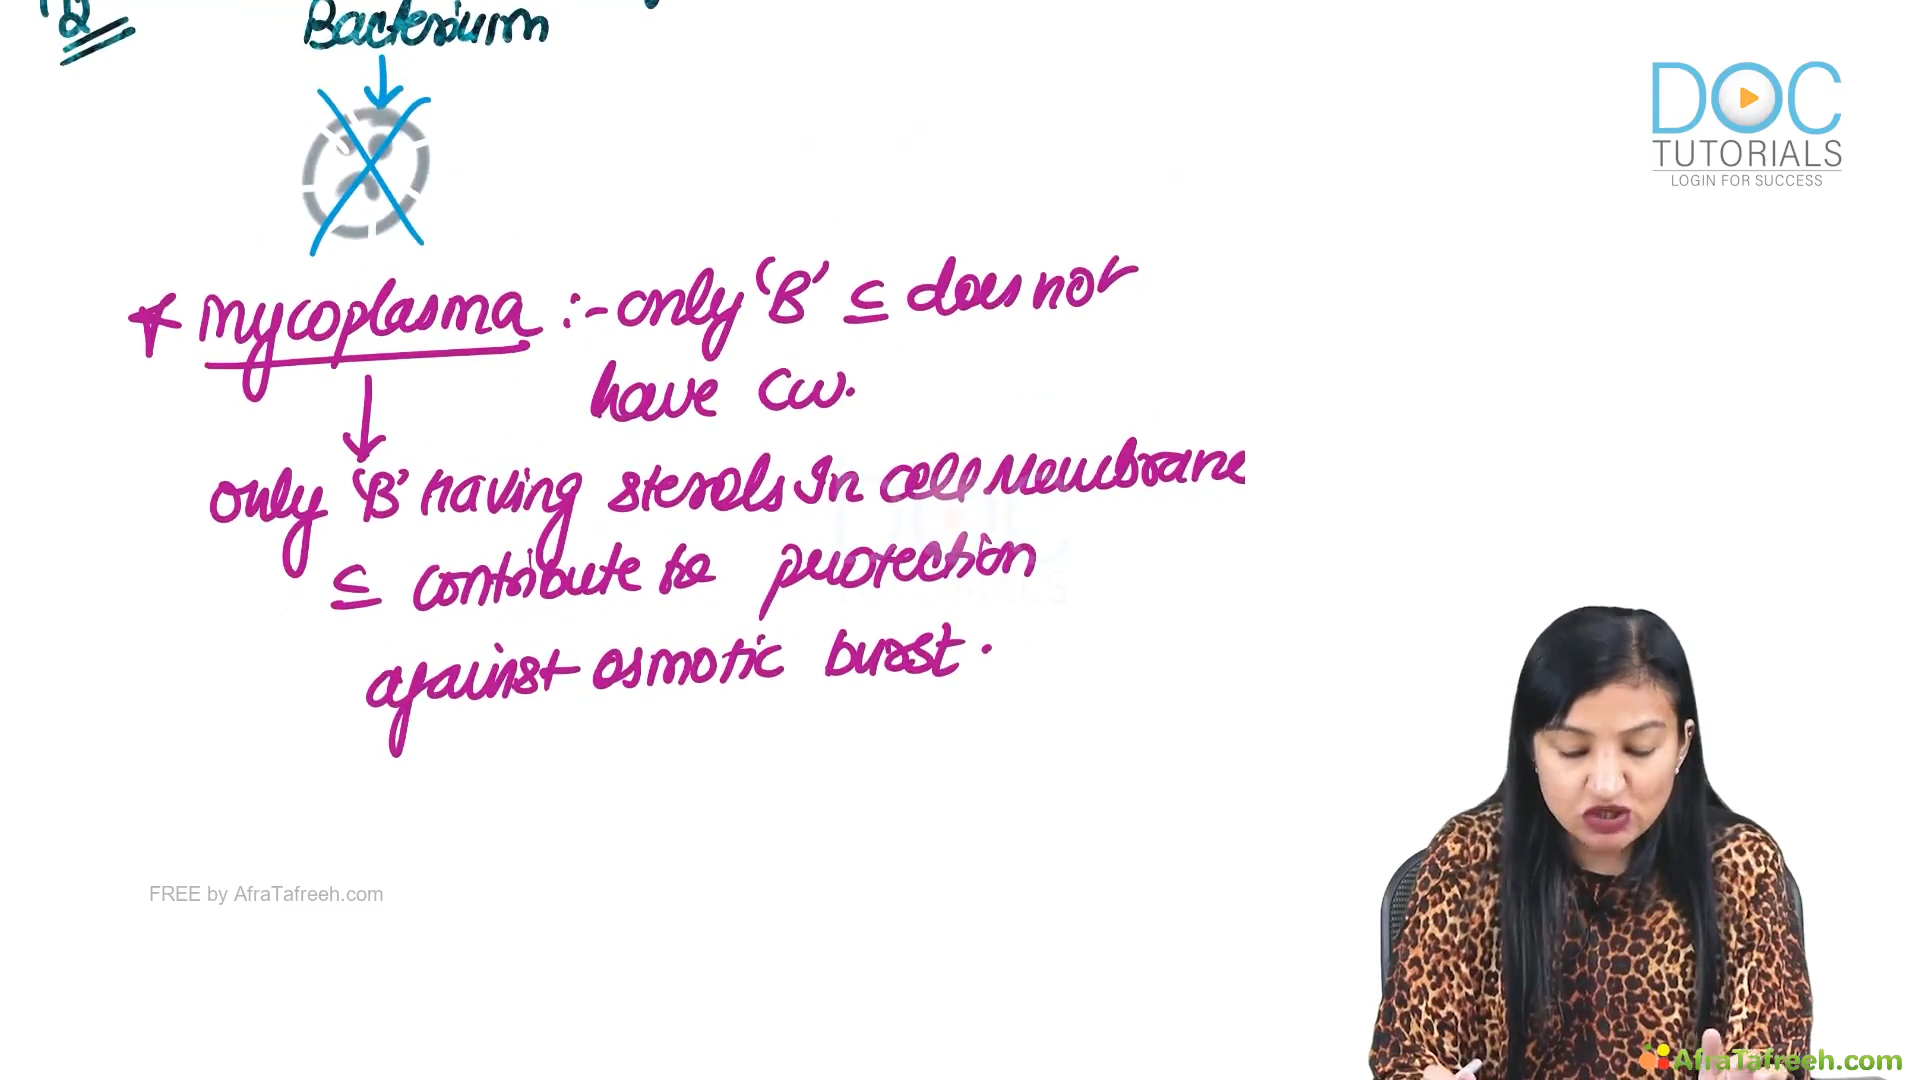 Bacterium
DOC
TUTORIALS
LOGIN FOR SUCCESS
* Mycoplasma :- only 'B' c does not
have CW.
only 'B' having sterols In cell Membrane
c contribute to protection
against osmotic burst.
FREE by AfraTafreeh.com
AfraTafreeh.com